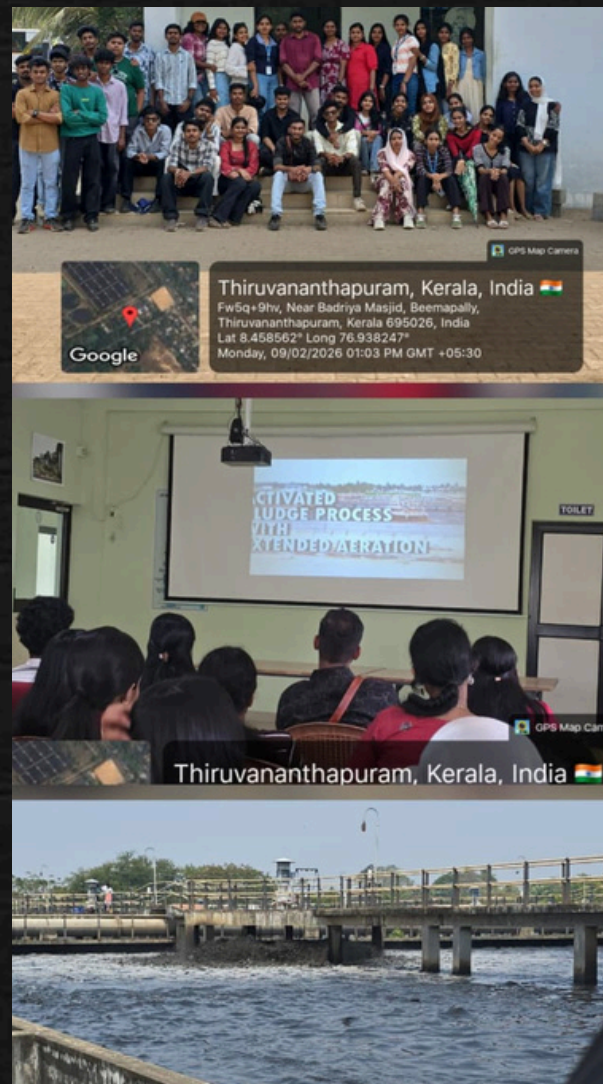 GPS Map Camera
Google
Thiruvananthapuram, Kerala, India
Fw5q+9hv, Near Badriya Masjid, Beemapally,
Thiruvananthapuram, Kerala 695026, India
Lat 8.458562° Long 76.938247°
Monday, 09/02/2026 01:03 PM GMT +05:30
CTIVATED
LUDGE PROCESS
WITH
XTENDED AERATION
TOILET
GPS Map Cam
Thiruvananthapuram, Kerala, India